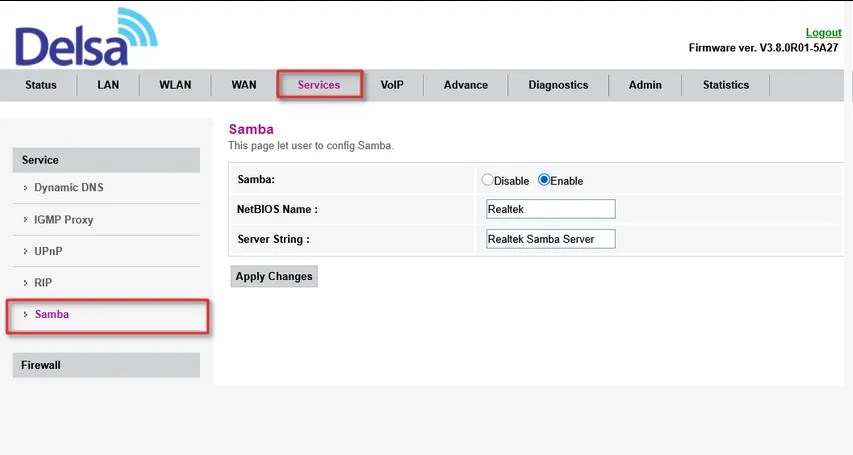 Delsa
Logout
Firmware ver. V3.8.0R01-5A27
Status LAN WLAN WAN Services VoIP Advance Diagnostics Admin Statistics
Service
Dynamic DNS
IGMP Proxy
UPnP
RIP
Samba
Firewall
Samba
This page let user to config Samba.
Samba: Disable Enable
NetBIOS Name : Realtek
Server String : Realtek Samba Server
Apply Changes